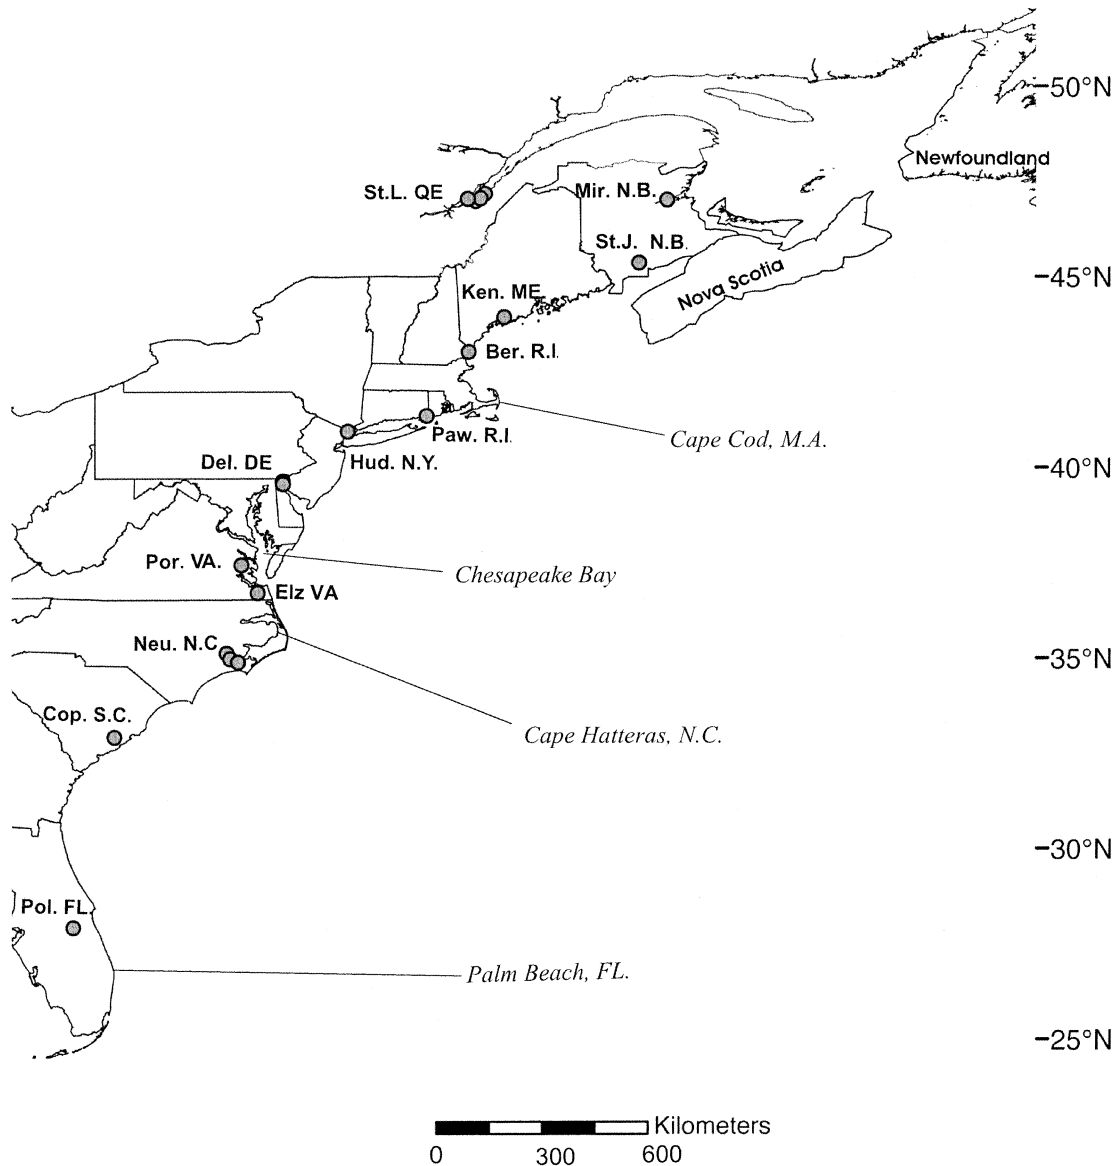 50°N
Newfoundland
St.L. QE
Mir. N.B.
St.J. N.B.
45°N
Nova Scotia
Ken. ME
Ber. R.I.
Paw. R.I.
Cape Cod, M.A.
Hud. N.Y.
Del. DE
40°N
Por. VA.
Chesapeake Bay
Elz VA
Neu. N.C
35°N
Cop. S.C.
Cape Hatteras, N.C.
30°N
Pol. FL.
Palm Beach, FL.
25°N
Kilometers
0 300 600